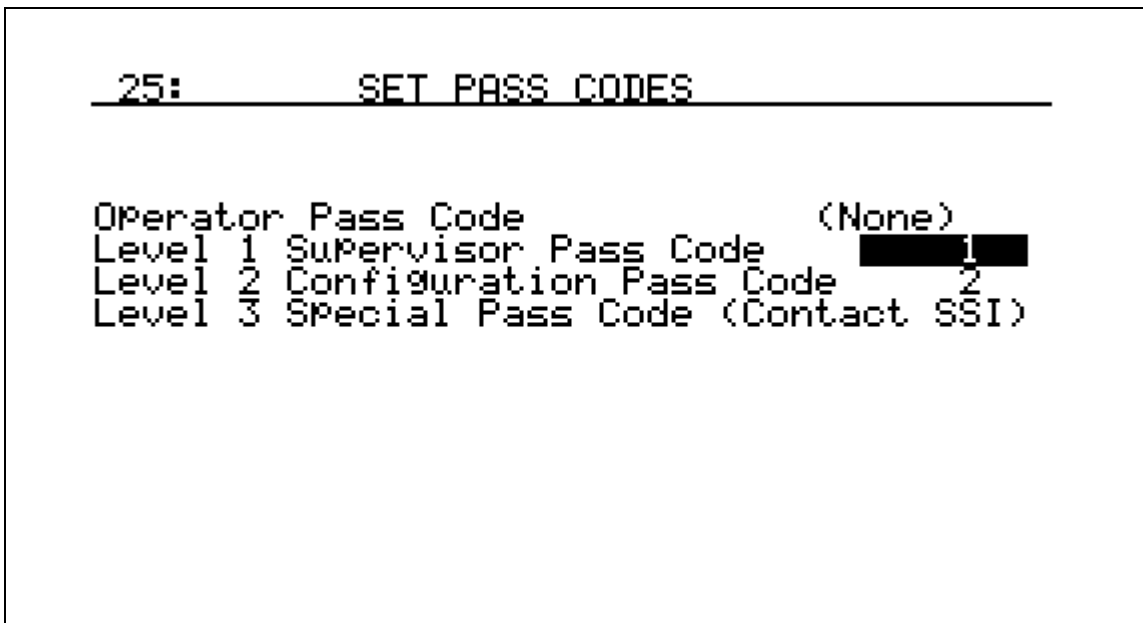 25: SET PASS CODES
Operator Pass Code (None)
Level 1 Supervisor Pass Code 1
Level 2 Configuration Pass Code 2
Level 3 Special Pass Code (Contact SSI)